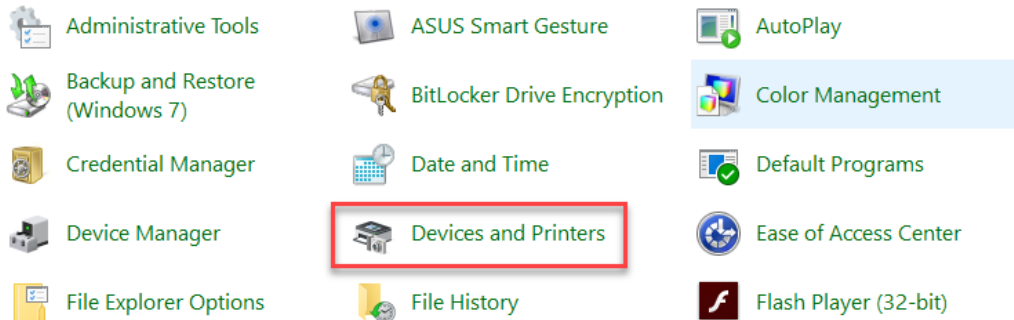 Administrative Tools
ASUS Smart Gesture
AutoPlay
Backup and Restore
(Windows 7)
BitLocker Drive Encryption
Color Management
Credential Manager
Date and Time
Default Programs
Device Manager
Devices and Printers
Ease of Access Center
File Explorer Options
File History
Flash Player (32-bit)